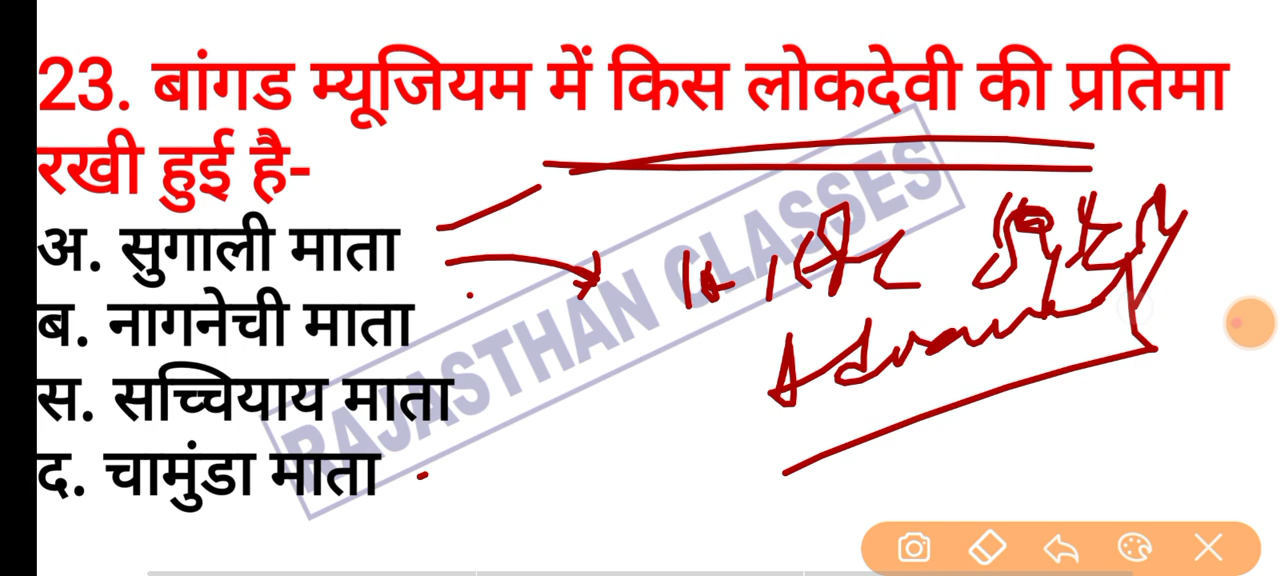 23. बांगड म्यूजियम में किस लोकदेवी की प्रतिमा
रखी हुई है-
अ. सुगाली माता
ब. नागनेची माता
स. सच्चियाय माता
द. चामुंडा माता
RAJASTHAN CLASSES